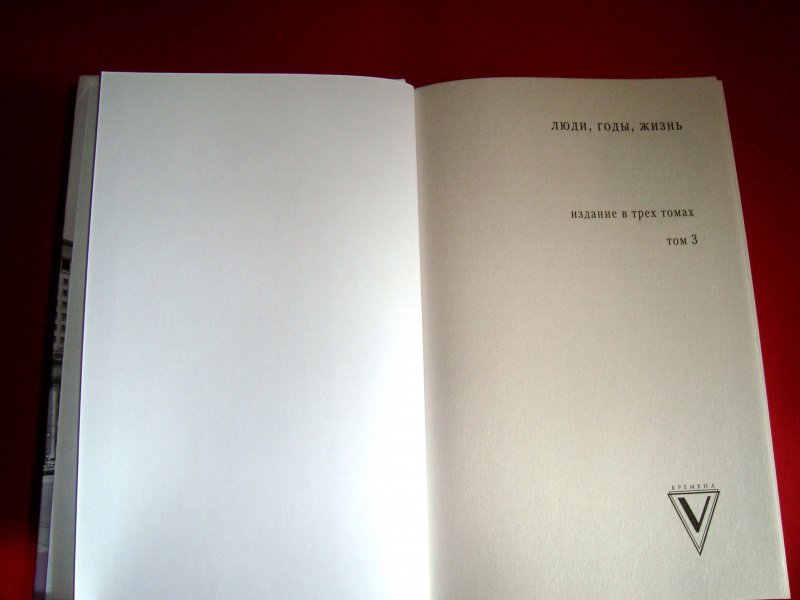 люди, годы, жизнь
издание в трех томах
том 3
ВРЕМЕНА
V